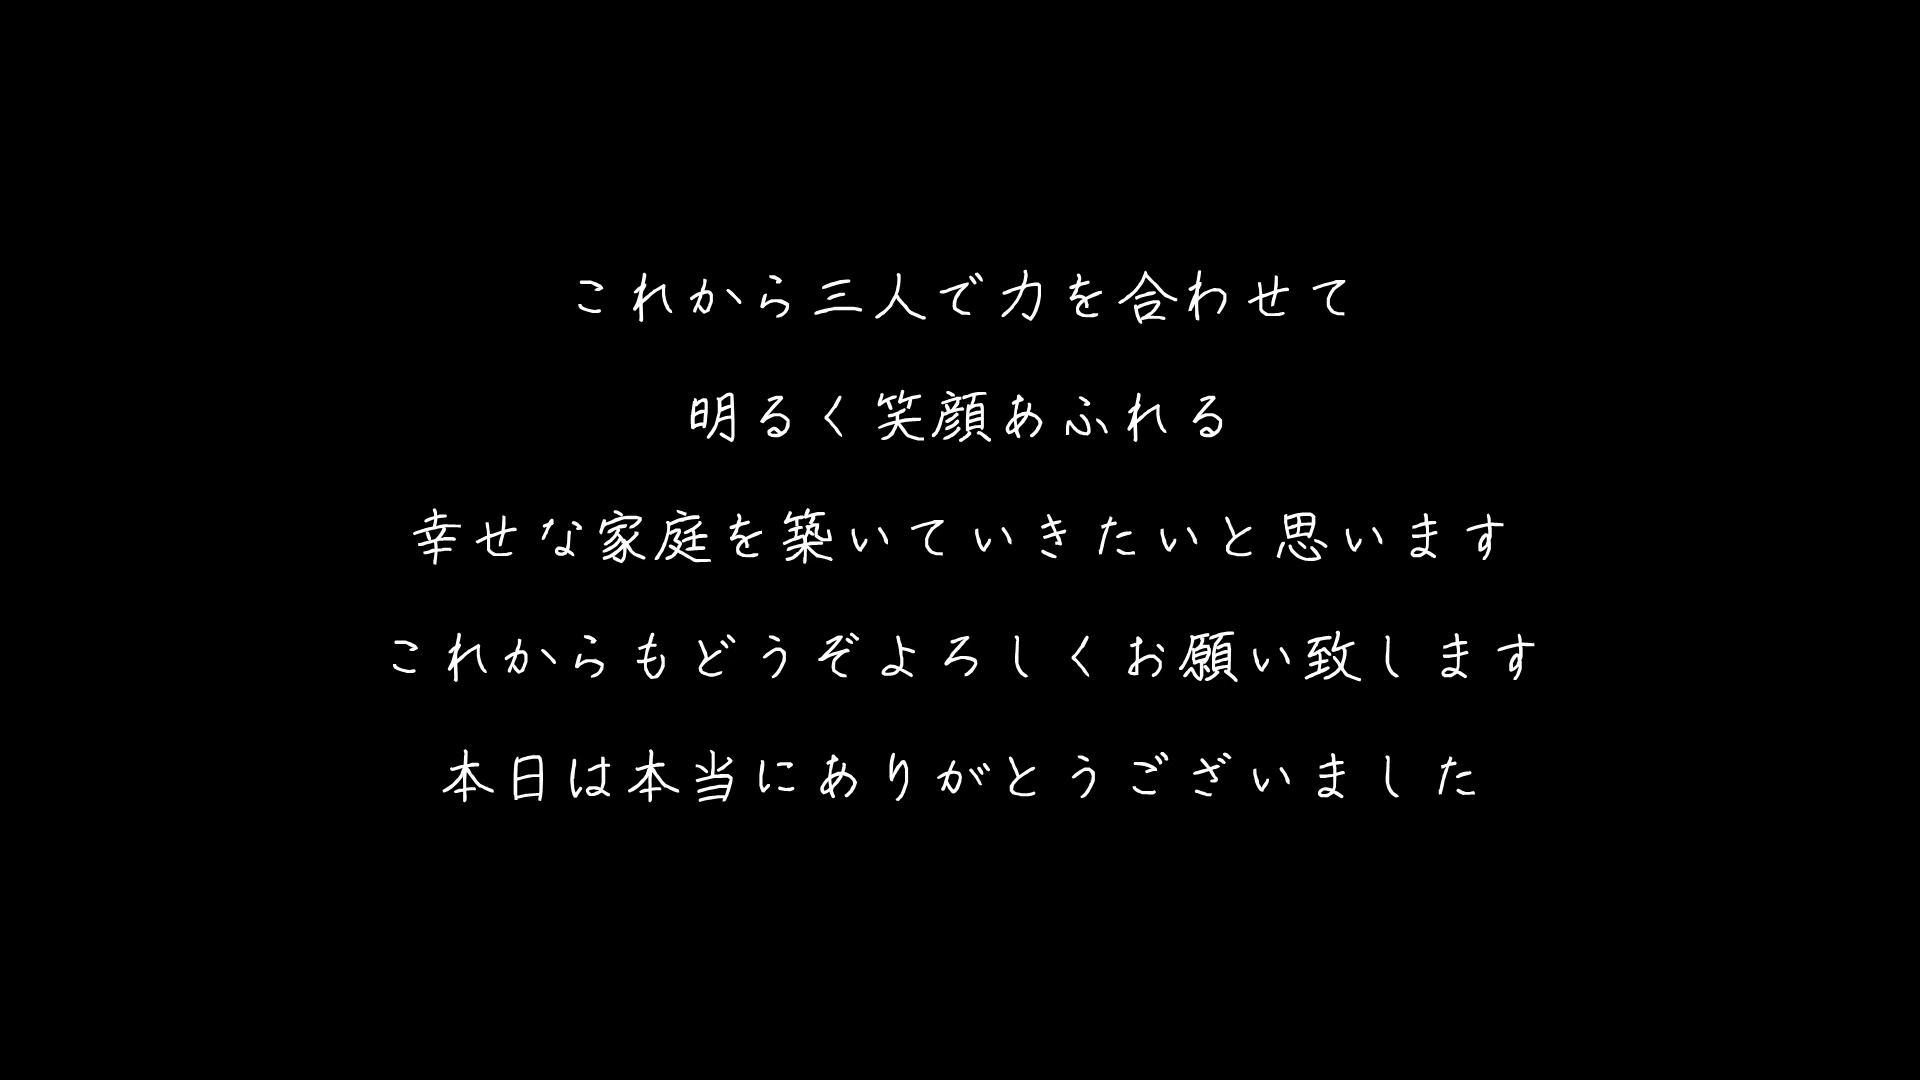 これから三人で力を合わせて
明るく笑顔あふれる
幸せな家庭を築いていきたいと思います
これからもどうぞよろしくお願い致します
本日は本当にありがとうございました